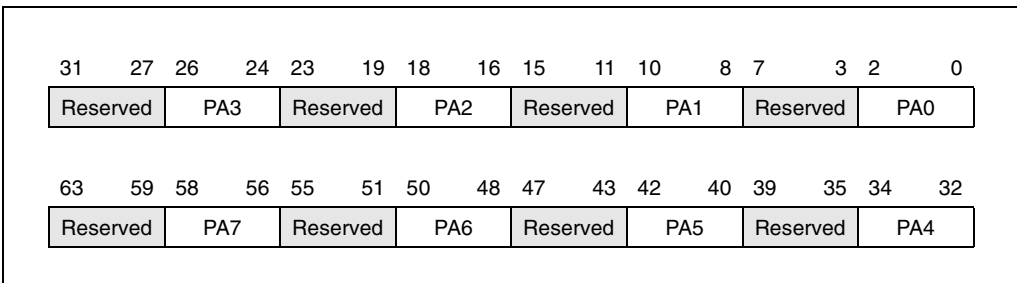 31 27 26 24 23 19 18 16 15 11 10 8 7 3 2 0
Reserved PA3 Reserved PA2 Reserved PA1 Reserved PA0
63 59 58 56 55 51 50 48 47 43 42 40 39 35 34 32
Reserved PA7 Reserved PA6 Reserved PA5 Reserved PA4